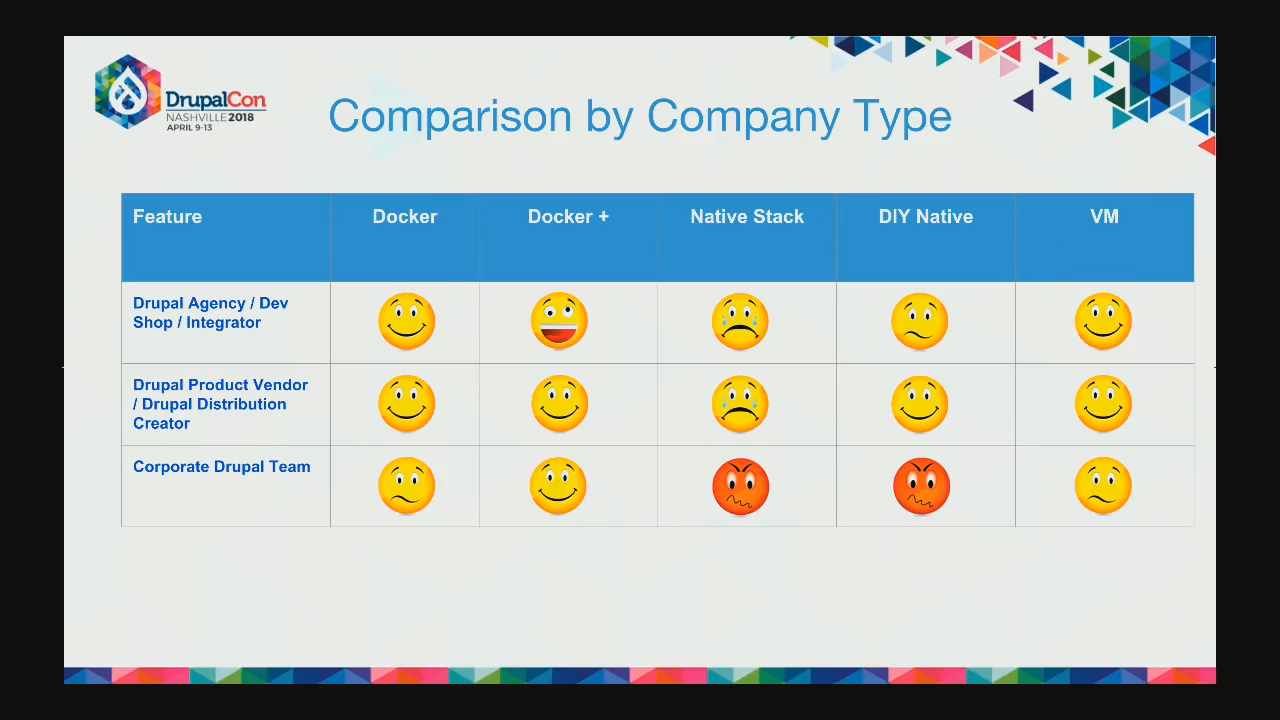 DrupalCon
NASHVILLE 2018
APRIL 9-13
Comparison by Company Type
Feature
Docker
Docker +
Native Stack
DIY Native
VM
Drupal Agency / Dev
Shop / Integrator
Drupal Product Vendor
/ Drupal Distribution
Creator
Corporate Drupal Team